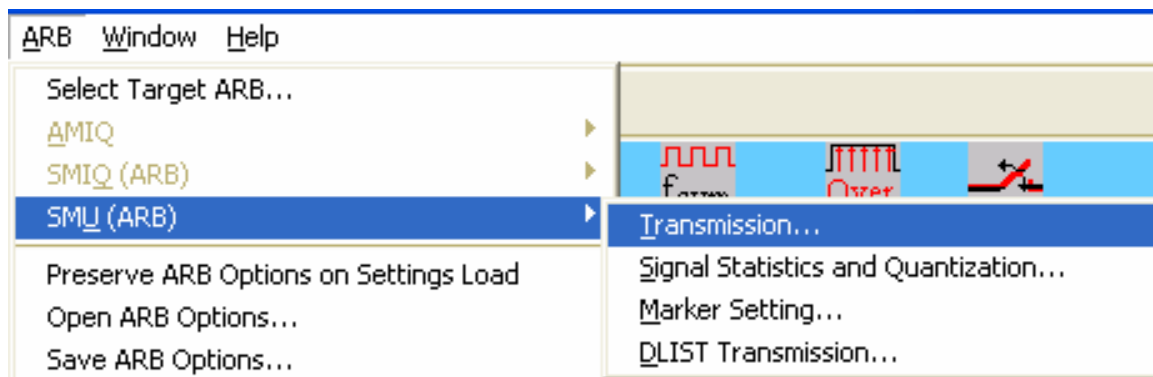 ARB Window Help
Select Target ARB...
AMIQ
SMIQ (ARB)
SMU (ARB)
Preserve ARB Options on Settings Load
Open ARB Options...
Save ARB Options...
Over
Transmission...
Signal Statistics and Quantization...
Marker Setting...
DLIST Transmission...